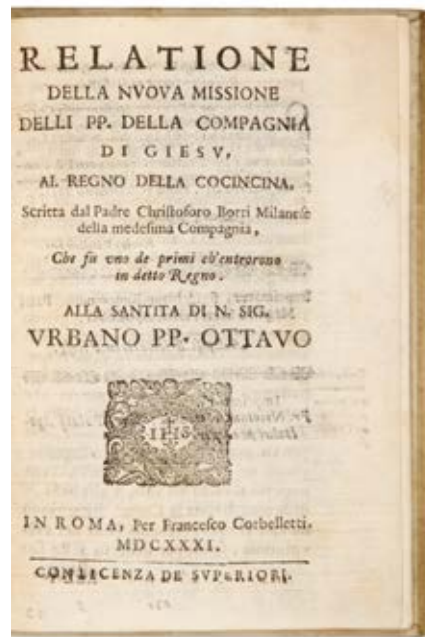 RELATIONE
DELLA NVOVA MISSIONE
DELLI PP. DELLA COMPAGNIA
DI GIESV,
AL REGNO DELLA COCINCINA,
Scritta dal Padre Christoforo Borri Milanese
della medesima Compagnia,
Che fù vno de primi ch'entrorono
in detto Regno.
ALLA SANTITA DI N. SIG.
VRBANO PP. OTTAVO
IHS
IN ROMA, Per Francesco Corbelletti.
MDCXXXI.
CON LICENZA DE SVPERIORI.